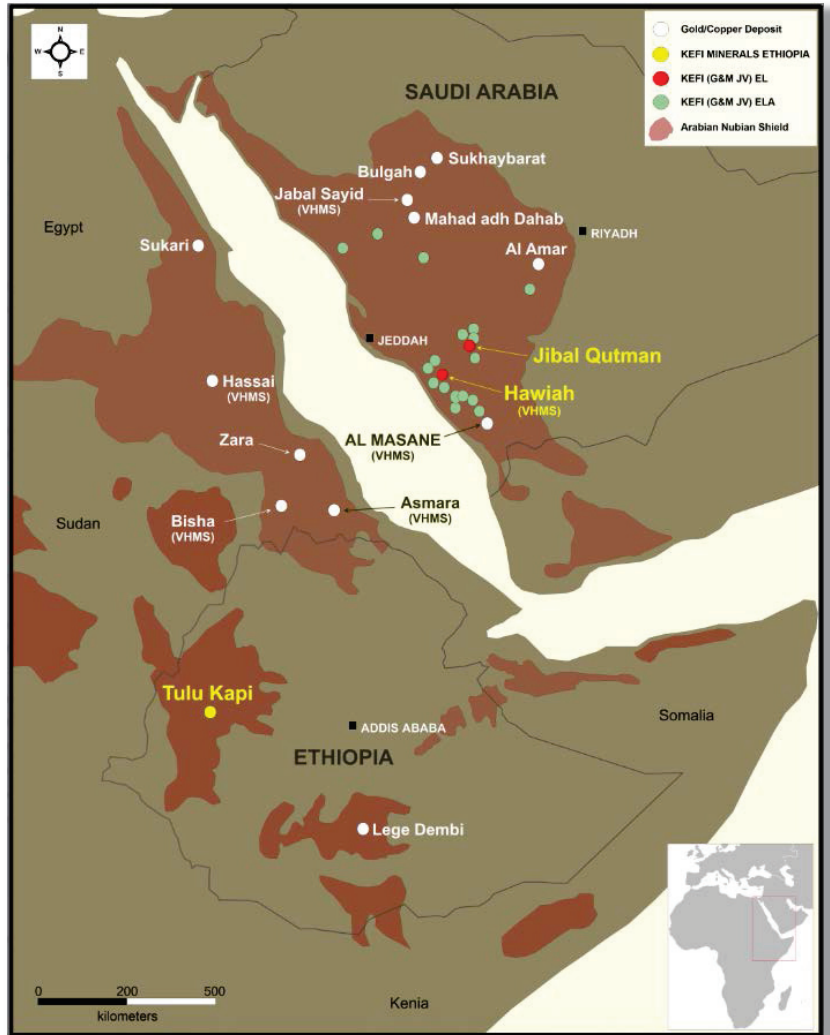 N
W E
S
Gold/Copper Deposit
KEFI MINERALS ETHIOPIA
KEFI (G&M JV) EL
KEFI (G&M JV) ELA
Arabian Nubian Shield
SAUDI ARABIA
Sukhaybarat
Bulgah
Jabal Sayid
(VHMS)
Mahad adh Dahab
Egypt
RIYADH
Sukari
Al Amar
JEDDAH
Jibal Qutman
Hassai
(VHMS)
Hawiah
(VHMS)
Zara
AL MASANE
(VHMS)
Asmara
(VHMS)
Bisha
(VHMS)
Sudan
Tulu Kapi
Somalia
ADDIS ABABA
ETHIOPIA
Lege Dembi
0 200 500
kilometers
Kenia